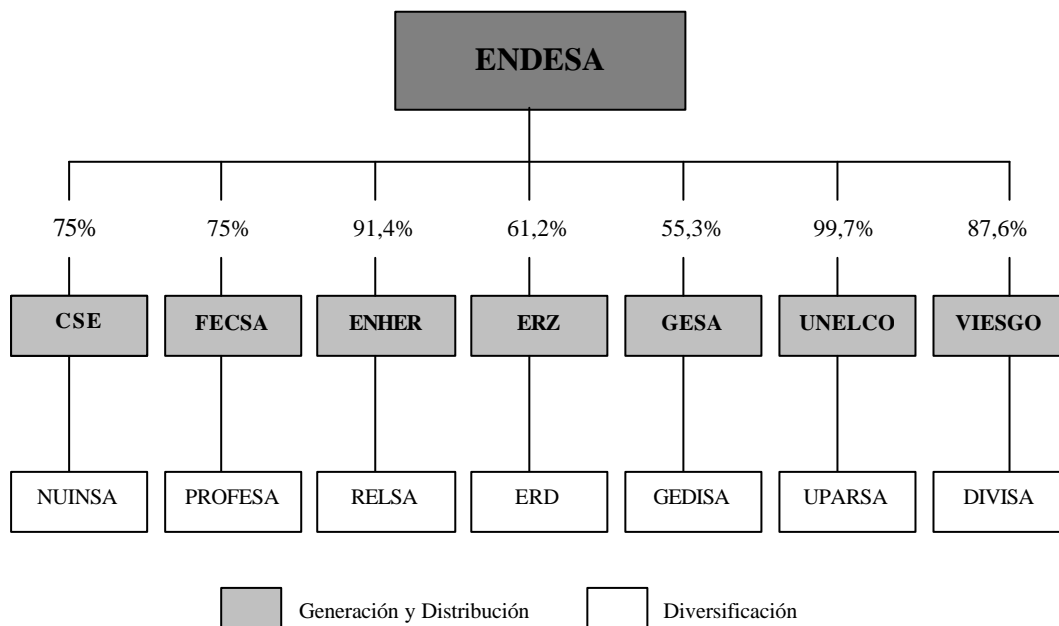 ENDESA
75% 75% 91,4% 61,2% 55,3% 99,7% 87,6%
CSE FECSA ENHER ERZ GESA UNELCO VIESGO
NUINSA PROFESA RELSA ERD GEDISA UPARSA DIVISA
Generación y Distribución Diversificación